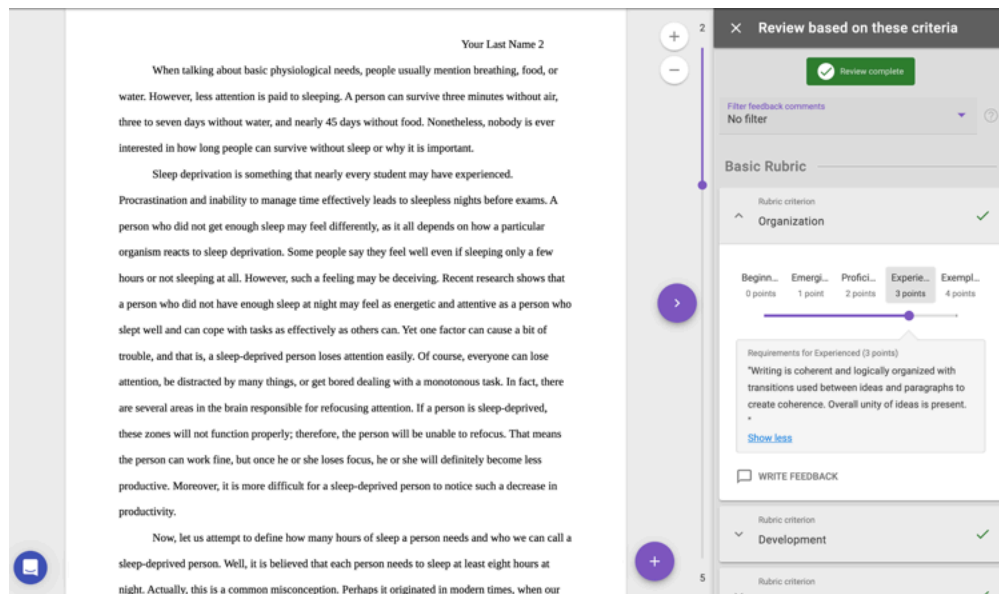 Your Last Name 2
When talking about basic physiological needs, people usually mention breathing, food, or
water. However, less attention is paid to sleeping. A person can survive three minutes without air,
three to seven days without water, and nearly 45 days without food. Nonetheless, nobody is ever
interested in how long people can survive without sleep or why it is important.
Sleep deprivation is something that nearly every student may have experienced.
Procrastination and inability to manage time effectively leads to sleepless nights before exams. A
person who did not get enough sleep may feel differently, as it all depends on how a particular
organism reacts to sleep deprivation. Some people say they feel well even if sleeping only a few
hours or not sleeping at all. However, such a feeling may be deceiving. Recent research shows that
a person who did not have enough sleep at night may feel as energetic and attentive as a person who
slept well and can cope with tasks as effectively as others can. Yet one factor can cause a bit of
trouble, and that is, a sleep-deprived person loses attention easily. Of course, everyone can lose
attention, be distracted by many things, or get bored dealing with a monotonous task. In fact, there
are several areas in the brain responsible for refocusing attention. If a person is sleep-deprived,
these zones will not function properly; therefore, the person will be unable to refocus. That means
the person can work fine, but once he or she loses focus, he or she will definitely become less
productive. Moreover, it is more difficult for a sleep-deprived person to notice such a decrease in
productivity.
Now, let us attempt to define how many hours of sleep a person needs and who we can call a
sleep-deprived person. Well, it is believed that each person needs to sleep at least eight hours at
night. Actually, this is a common misconception. Perhaps it originated in modern times, when our
2
5
Review based on these criteria
Review complete
Filter feedback comments
No filter
Basic Rubric
Rubric criterion
Organization
Beginn... Emergi... Profici... Experie... Exempl...
0 points 1 point 2 points 3 points 4 points
Requirements for Experienced (3 points)
"Writing is coherent and logically organized with
transitions used between ideas and paragraphs to
create coherence. Overall unity of ideas is present.
"
Show less
WRITE FEEDBACK
Rubric criterion
Development
Rubric criterion